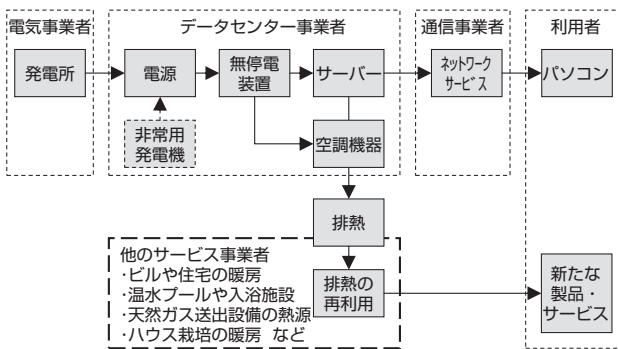 電気事業者
データセンター事業者
通信事業者
利用者
発電所
電源
無停電
装置
サーバー
ネットワーク
サービス
パソコン
非常用
発電機
空調機器
排熱
他のサービス事業者
・ビルや住宅の暖房
・温水プールや入浴施設
・天然ガス送出設備の熱源
・ハウス栽培の暖房 など
排熱の
再利用
新たな
製品・
サービス